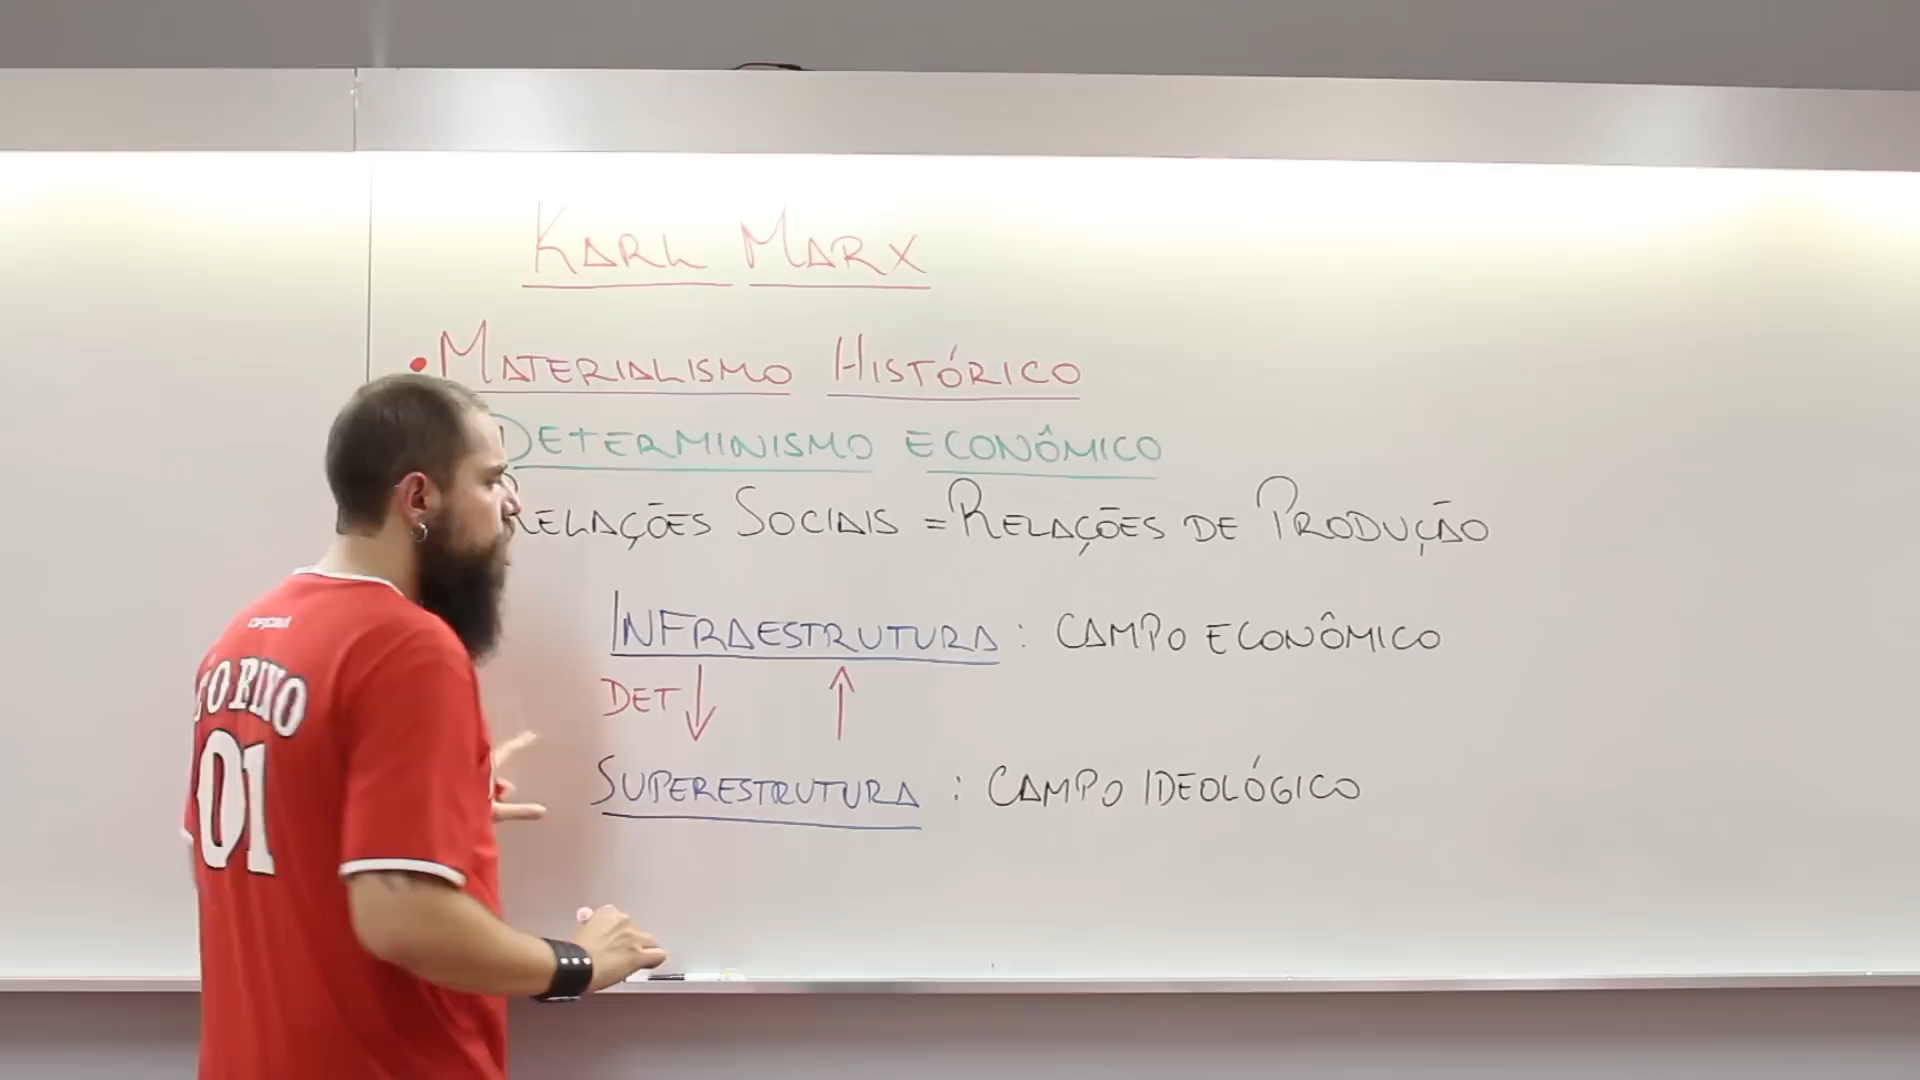 KARL MARX
• MATERIALISMO HISTÓRICO
DETERMINISMO ECONÔMICO
RELAÇÕES SOCIAIS = RELAÇÕES DE PRODUÇÃO
INFRAESTRUTURA : CAMPO ECONÔMICO
DET ↓ ↑
SUPERESTRUTURA : CAMPO IDEOLÓGICO
01